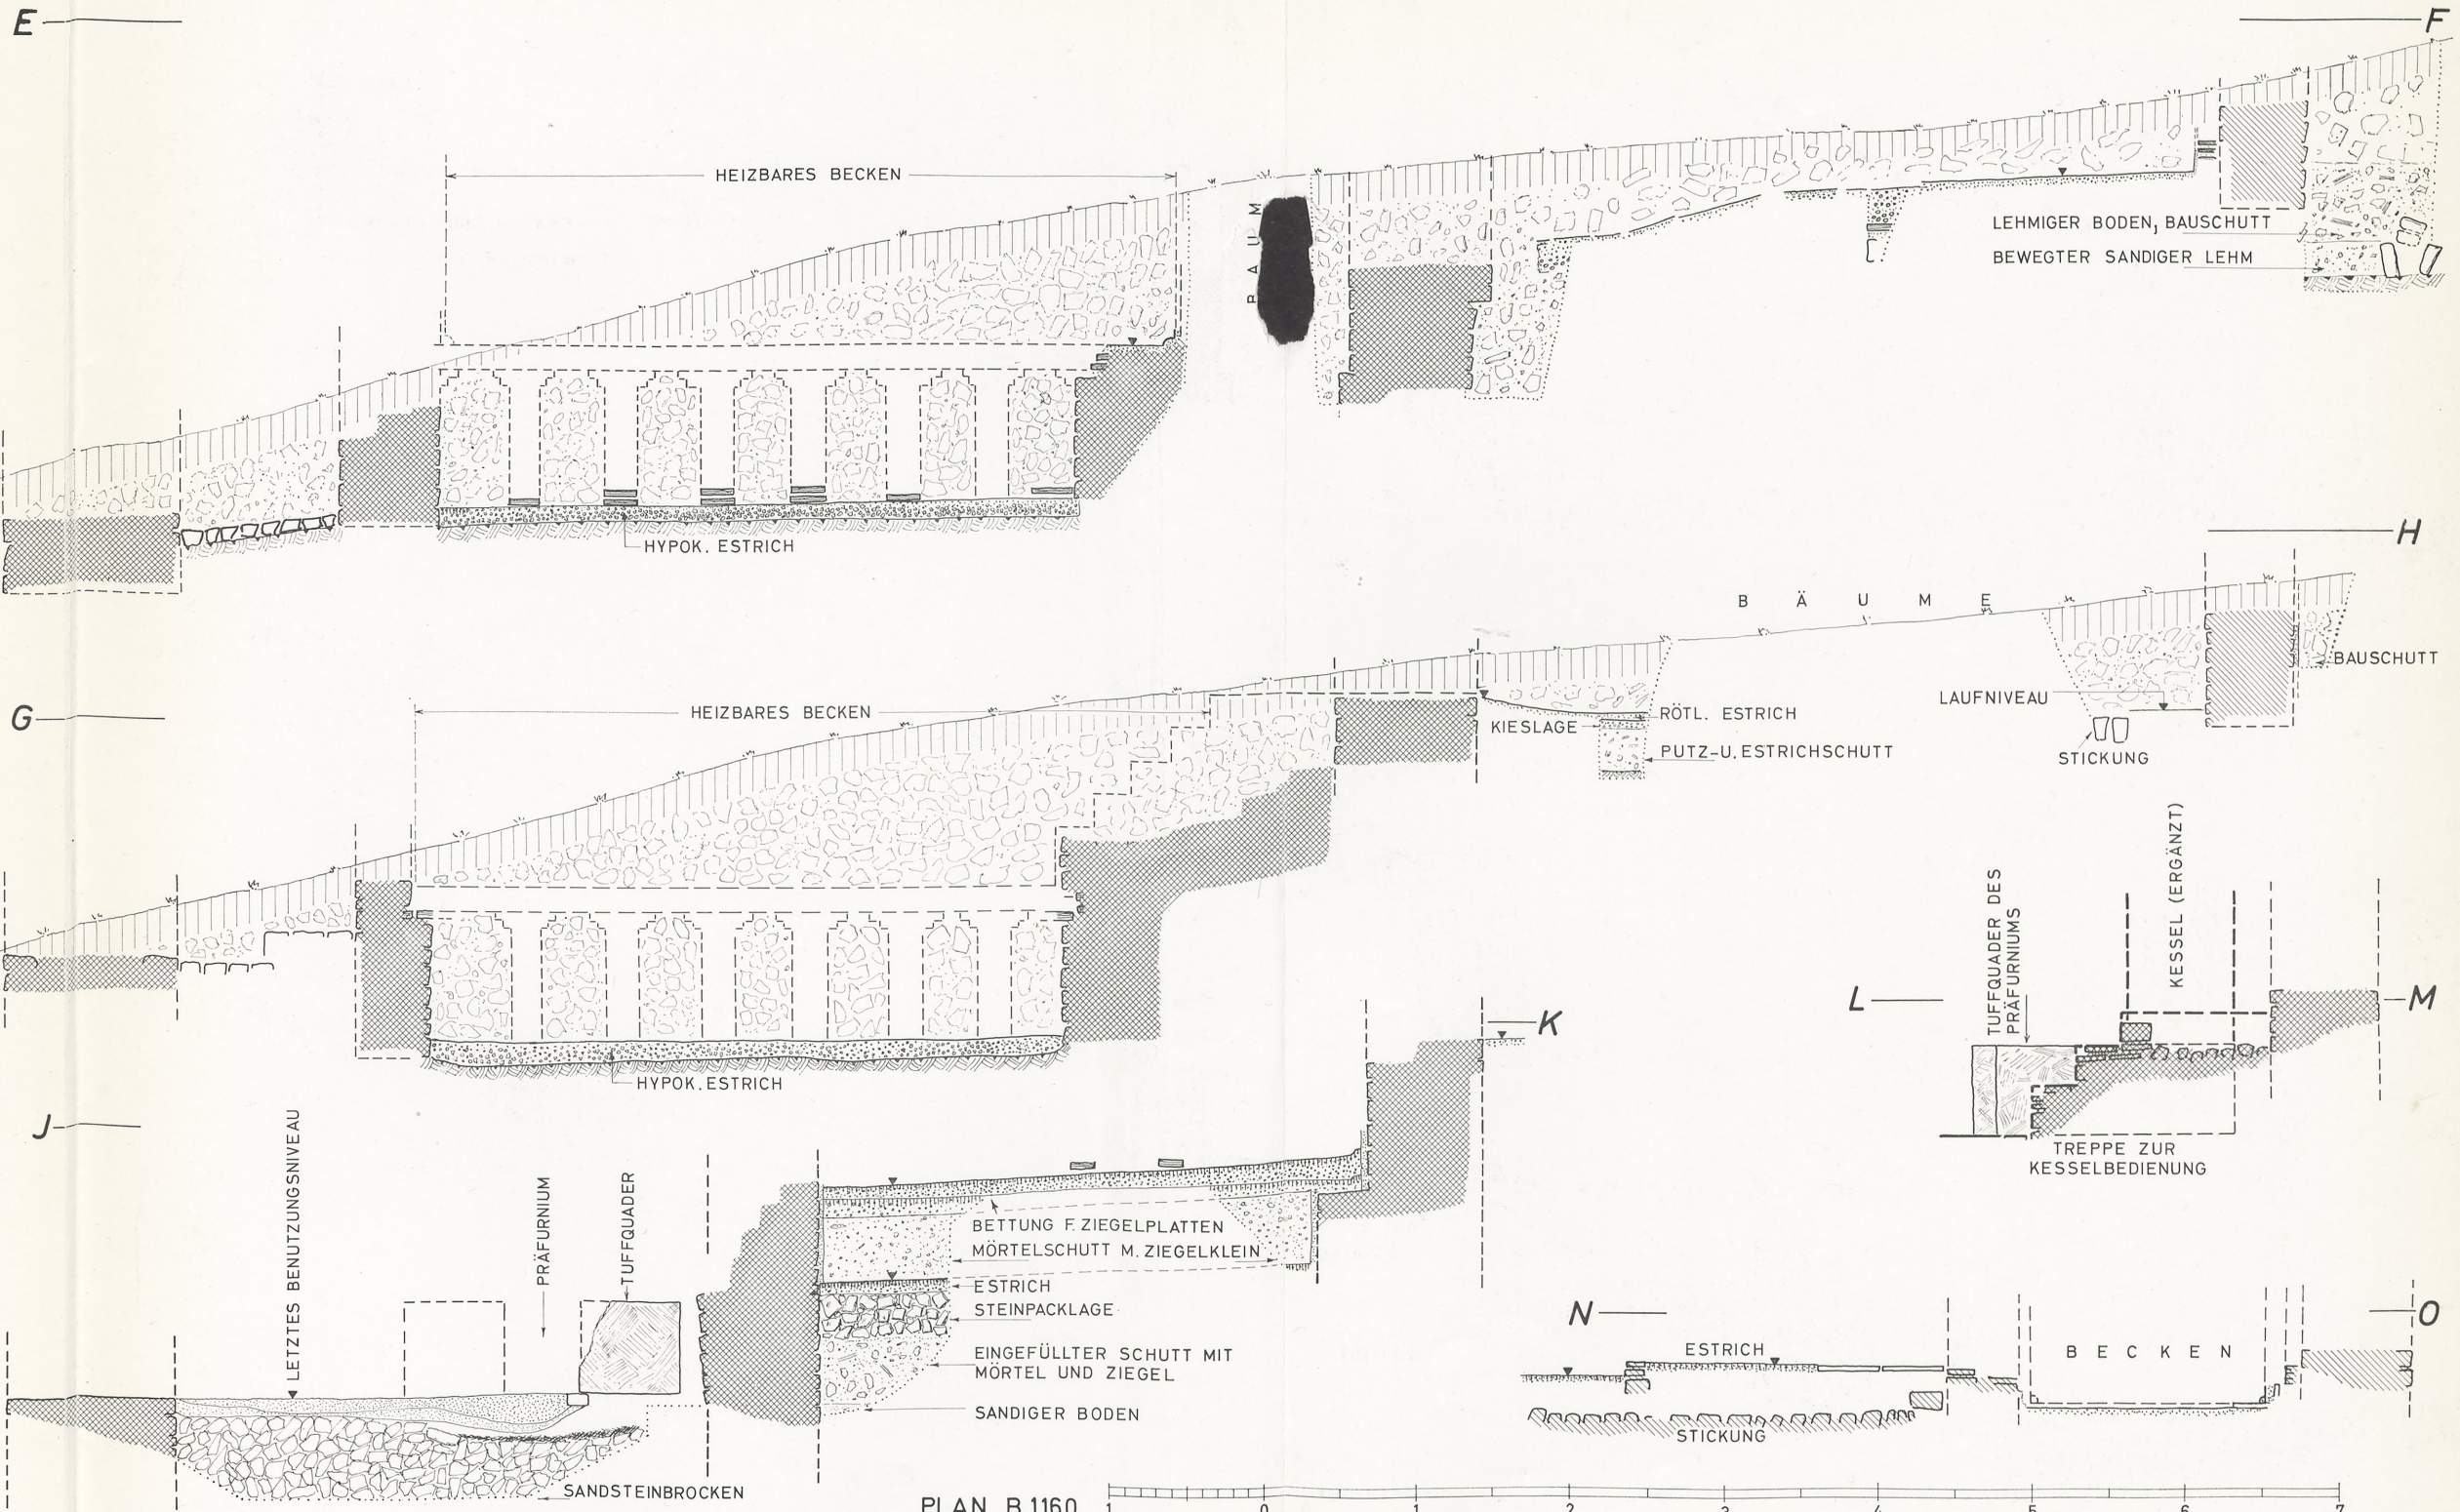 E
F
HEIZBARES BECKEN
BAUM
LEHMIGER BODEN, BAUSCHUTT
BEWEGTER SANDIGER LEHM
HYPOK. ESTRICH
H
BÄUME
BAUSCHUTT
G
HEIZBARES BECKEN
LAUFNIVEAU
RÖTL. ESTRICH
KIESLAGE
PUTZ-U. ESTRICHSCHUTT
STICKUNG
HYPOK. ESTRICH
L
TUFFQUADER DES
PRÄFURNIUMS
KESSEL (ERGÄNZT)
M
TREPPE ZUR
KESSELBEDIENUNG
J
K
LETZTES BENUTZUNGSNIVEAU
PRÄFURNIUM
TUFFQUADER
BETTUNG F. ZIEGELPLATTEN
MÖRTELSCHUTT M. ZIEGELKLEIN
ESTRICH
STEINPACKLAGE
EINGEFÜLLTER SCHUTT MIT
MÖRTEL UND ZIEGEL
SANDIGER BODEN
SANDSTEINBROCKEN
N
O
ESTRICH
BECKEN
STICKUNG
PLAN B 1160
1 0 1 2 3 4 5 6 7